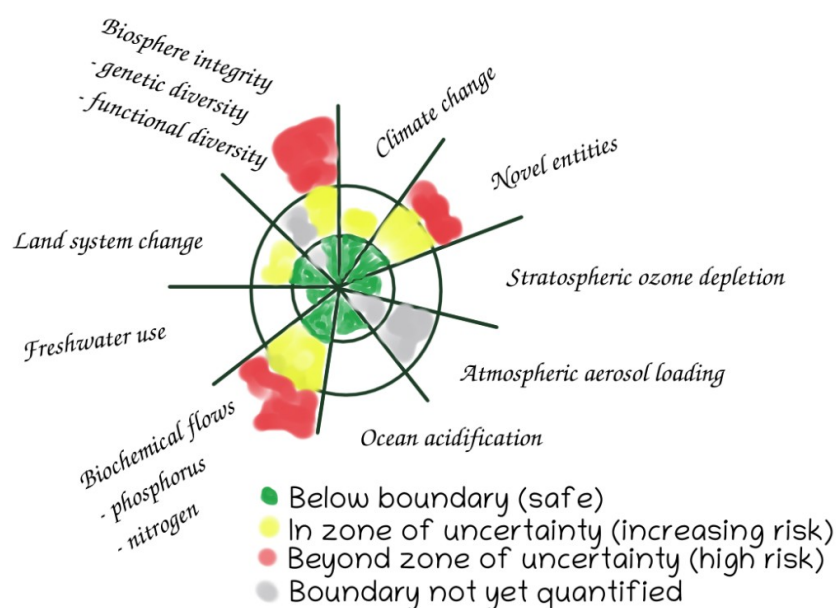 Biosphere integrity
- genetic diversity
- functional diversity
Climate change
Novel entities
Stratospheric ozone depletion
Atmospheric aerosol loading
Ocean acidification
Biochemical flows
- phosphorus
- nitrogen
Freshwater use
Land system change
Below boundary (safe)
In zone of uncertainty (increasing risk)
Beyond zone of uncertainty (high risk)
Boundary not yet quantified